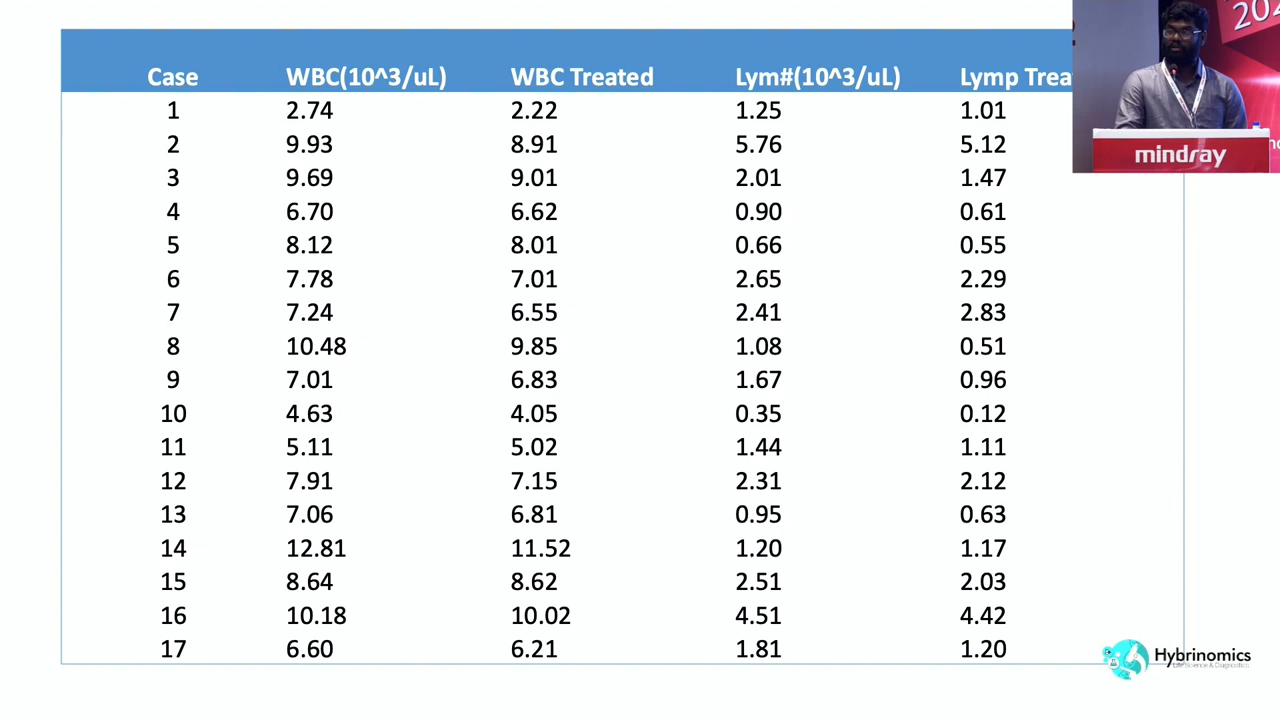 Case WBC(10^3/uL) WBC Treated Lym#(10^3/uL) Lymp Trea
1 2.74 2.22 1.25 1.01
2 9.93 8.91 5.76 5.12
3 9.69 9.01 2.01 1.47
4 6.70 6.62 0.90 0.61
5 8.12 8.01 0.66 0.55
6 7.78 7.01 2.65 2.29
7 7.24 6.55 2.41 2.83
8 10.48 9.85 1.08 0.51
9 7.01 6.83 1.67 0.96
10 4.63 4.05 0.35 0.12
11 5.11 5.02 1.44 1.11
12 7.91 7.15 2.31 2.12
13 7.06 6.81 0.95 0.63
14 12.81 11.52 1.20 1.17
15 8.64 8.62 2.51 2.03
16 10.18 10.02 4.51 4.42
17 6.60 6.21 1.81 1.20
202
mindray
Hybrinomics
Life Science & Diagnostics